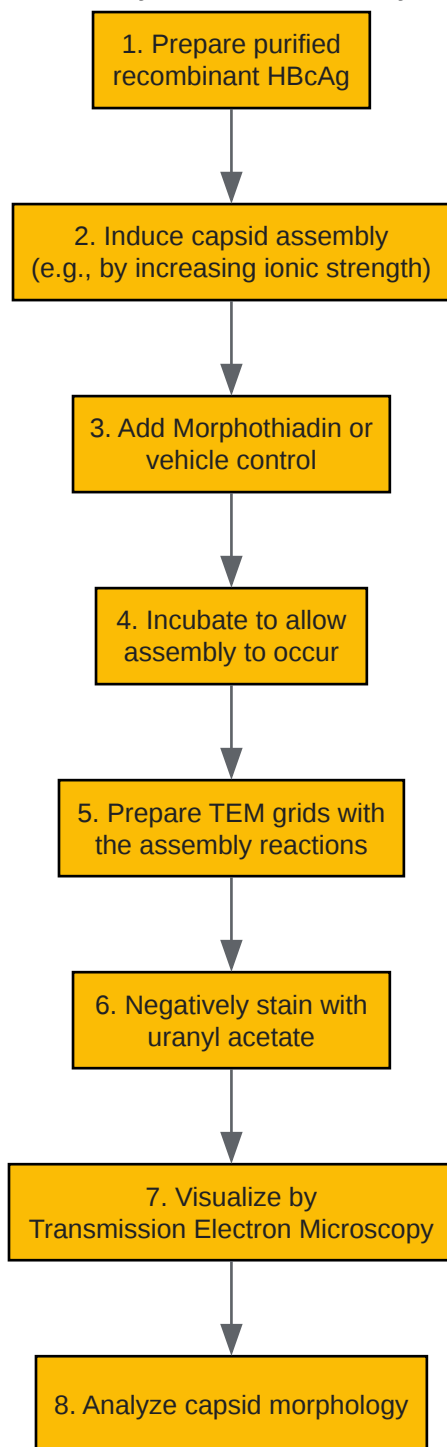 1. Prepare purified
recombinant HBcAg
2. Induce capsid assembly
(e.g., by increasing ionic strength)
3. Add Morphothiadin or
vehicle control
4. Incubate to allow
assembly to occur
5. Prepare TEM grids with
the assembly reactions
6. Negatively stain with
uranyl acetate
7. Visualize by
Transmission Electron Microscopy
8. Analyze capsid morphology